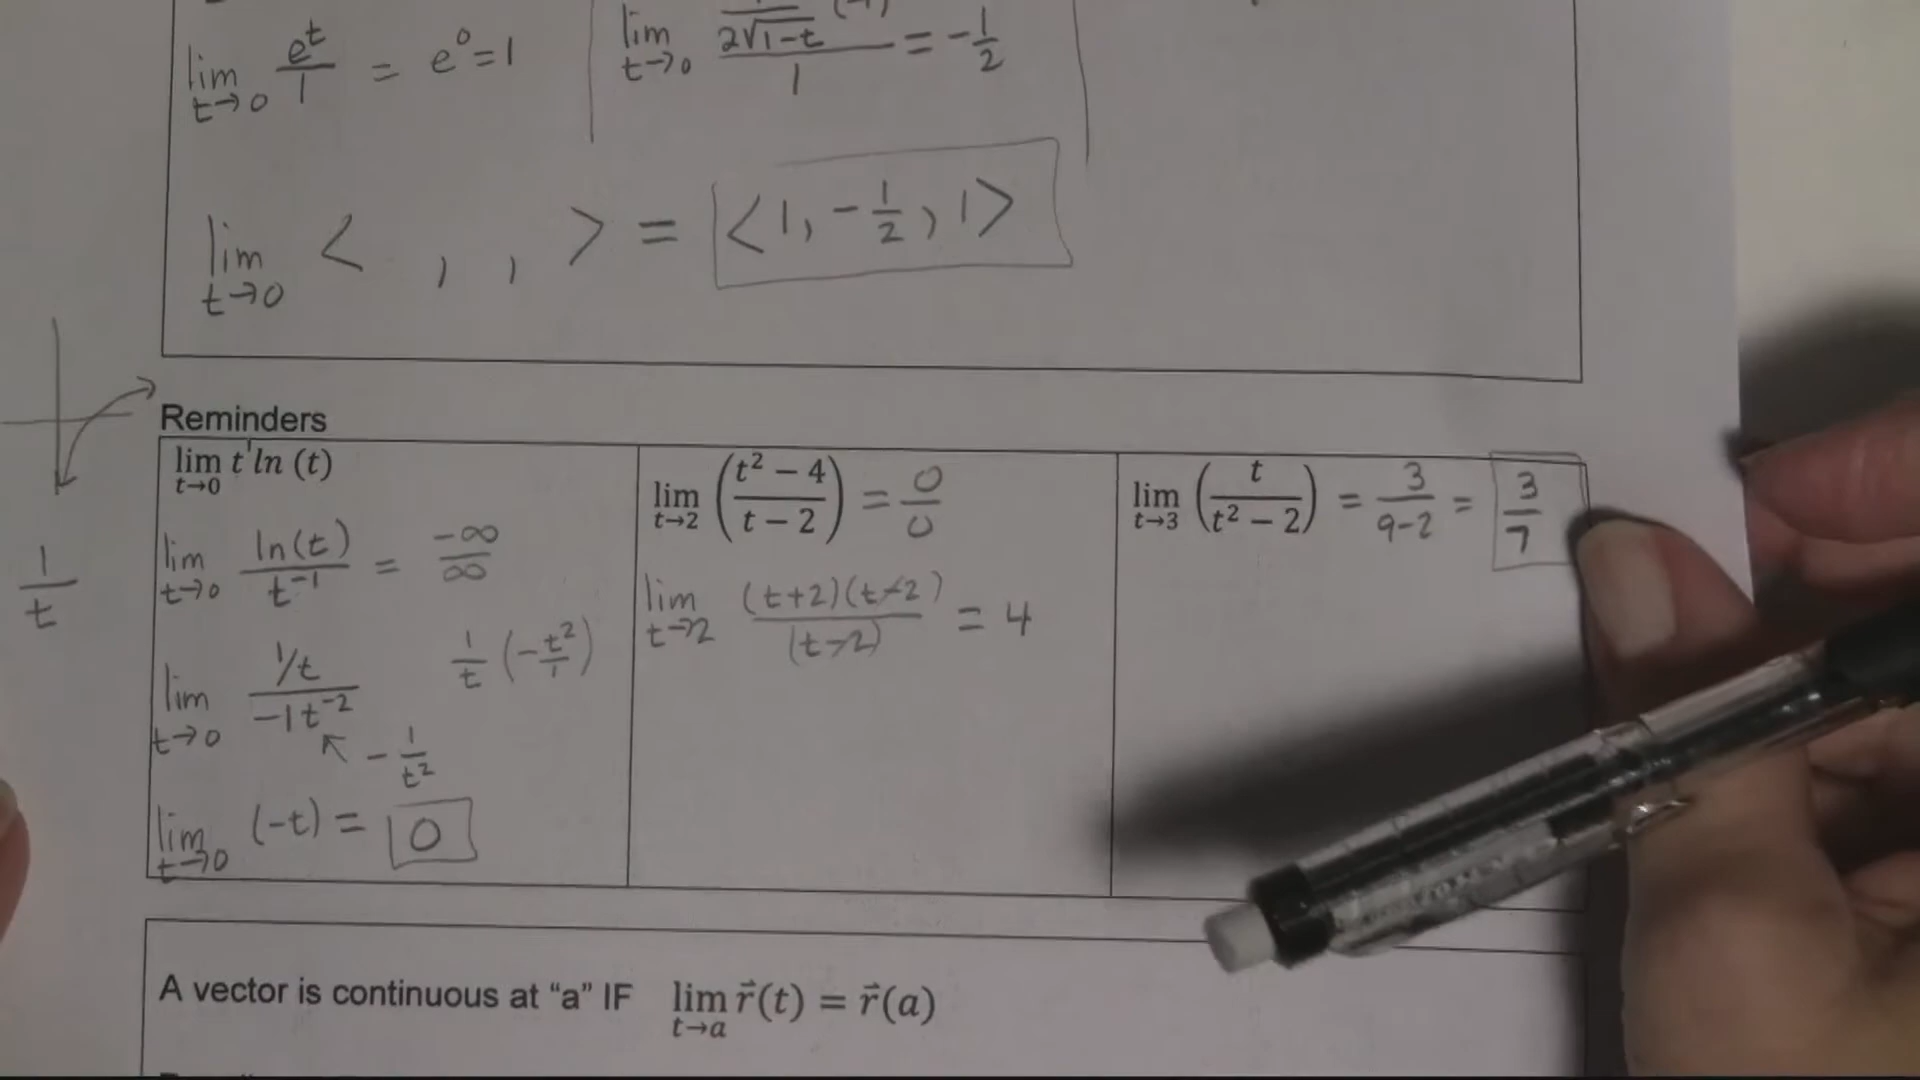 lim t→0 e^t/1 = e^0 = 1
lim t→0 2√(1-t) / 1 = -1/2
lim t→0 < , , > = <1, -1/2, 1>
Reminders
lim t→0 t ln (t)
lim t→0 ln(t)/t^-1 = -∞/∞
1/t
lim t→0 (1/t)/(-1t^-2)
1/t (-t^2/1)
-1/t^2
lim t→0 (-t) = 0
lim t→2 ((t^2 - 4)/(t - 2)) = 0/0
lim t→2 (t+2)(t-2)/(t-2) = 4
lim t→3 (t/(t^2 - 2)) = 3/(9-2) = 3/7
A vector is continuous at “a” IF lim t→a r⃗(t) = r⃗(a)